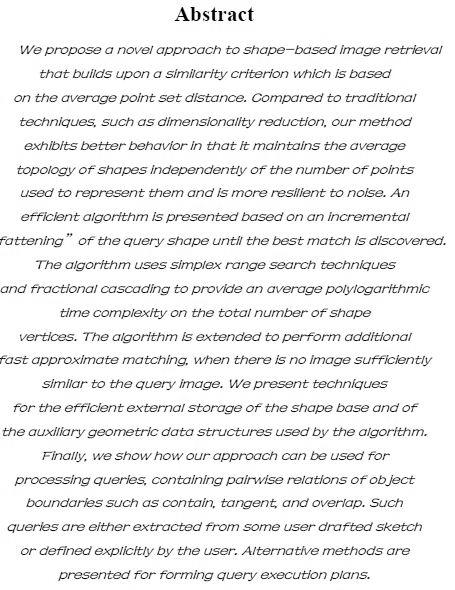 Abstract
We propose a novel approach to shape-based image retrieval
that builds upon a similarity criterion which is based
on the average point set distance. Compared to traditional
techniques, such as dimensionality reduction, our method
exhibits better behavior in that it maintains the average
topology of shapes independently of the number of points
used to represent them and is more resilient to noise. An
efficient algorithm is presented based on an incremental
fattening” of the query shape until the best match is discovered.
The algorithm uses simplex range search techniques
and fractional cascading to provide an average polylogarithmic
time complexity on the total number of shape
vertices. The algorithm is extended to perform additional
fast approximate matching, when there is no image sufficiently
similar to the query image. We present techniques
for the efficient external storage of the shape base and of
the auxiliary geometric data structures used by the algorithm.
Finally, we show how our approach can be used for
processing queries, containing pairwise relations of object
boundaries such as contain, tangent, and overlap. Such
queries are either extracted from some user drafted sketch
or defined explicitly by the user. Alternative methods are
presented for forming query execution plans.